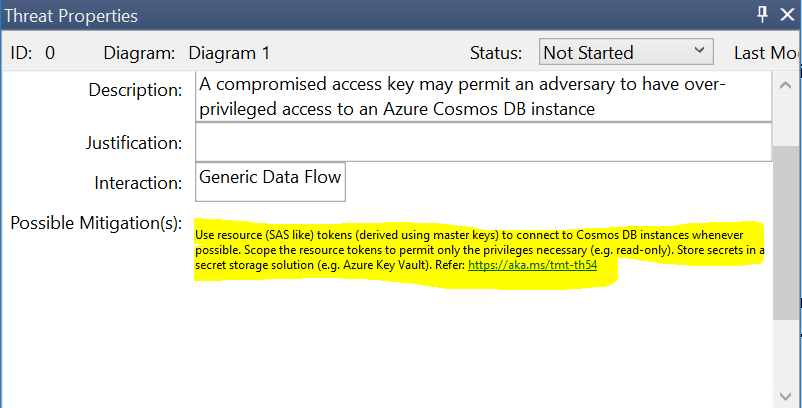 Threat Properties
ID: 0 Diagram: Diagram 1 Status: Not Started Last Mo
Description: A compromised access key may permit an adversary to have over-
privileged access to an Azure Cosmos DB instance
Justification:
Interaction: Generic Data Flow
Possible Mitigation(s):
Use resource (SAS like) tokens (derived using master keys) to connect to Cosmos DB instances whenever
possible. Scope the resource tokens to permit only the privileges necessary (e.g. read-only). Store secrets in a
secret storage solution (e.g. Azure Key Vault). Refer: https://aka.ms/tmt-th54